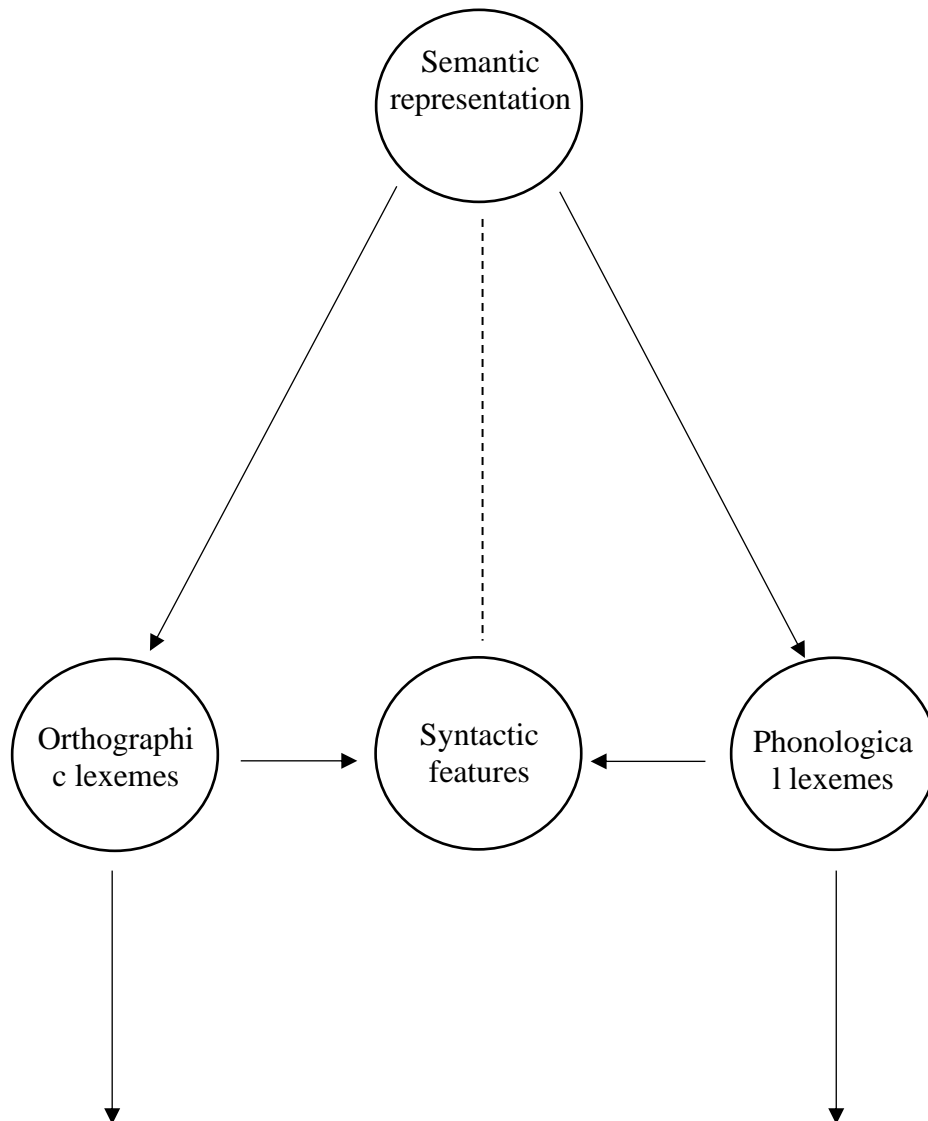 Semantic
representation
Orthographi
c lexemes
Syntactic
features
Phonologica
l lexemes